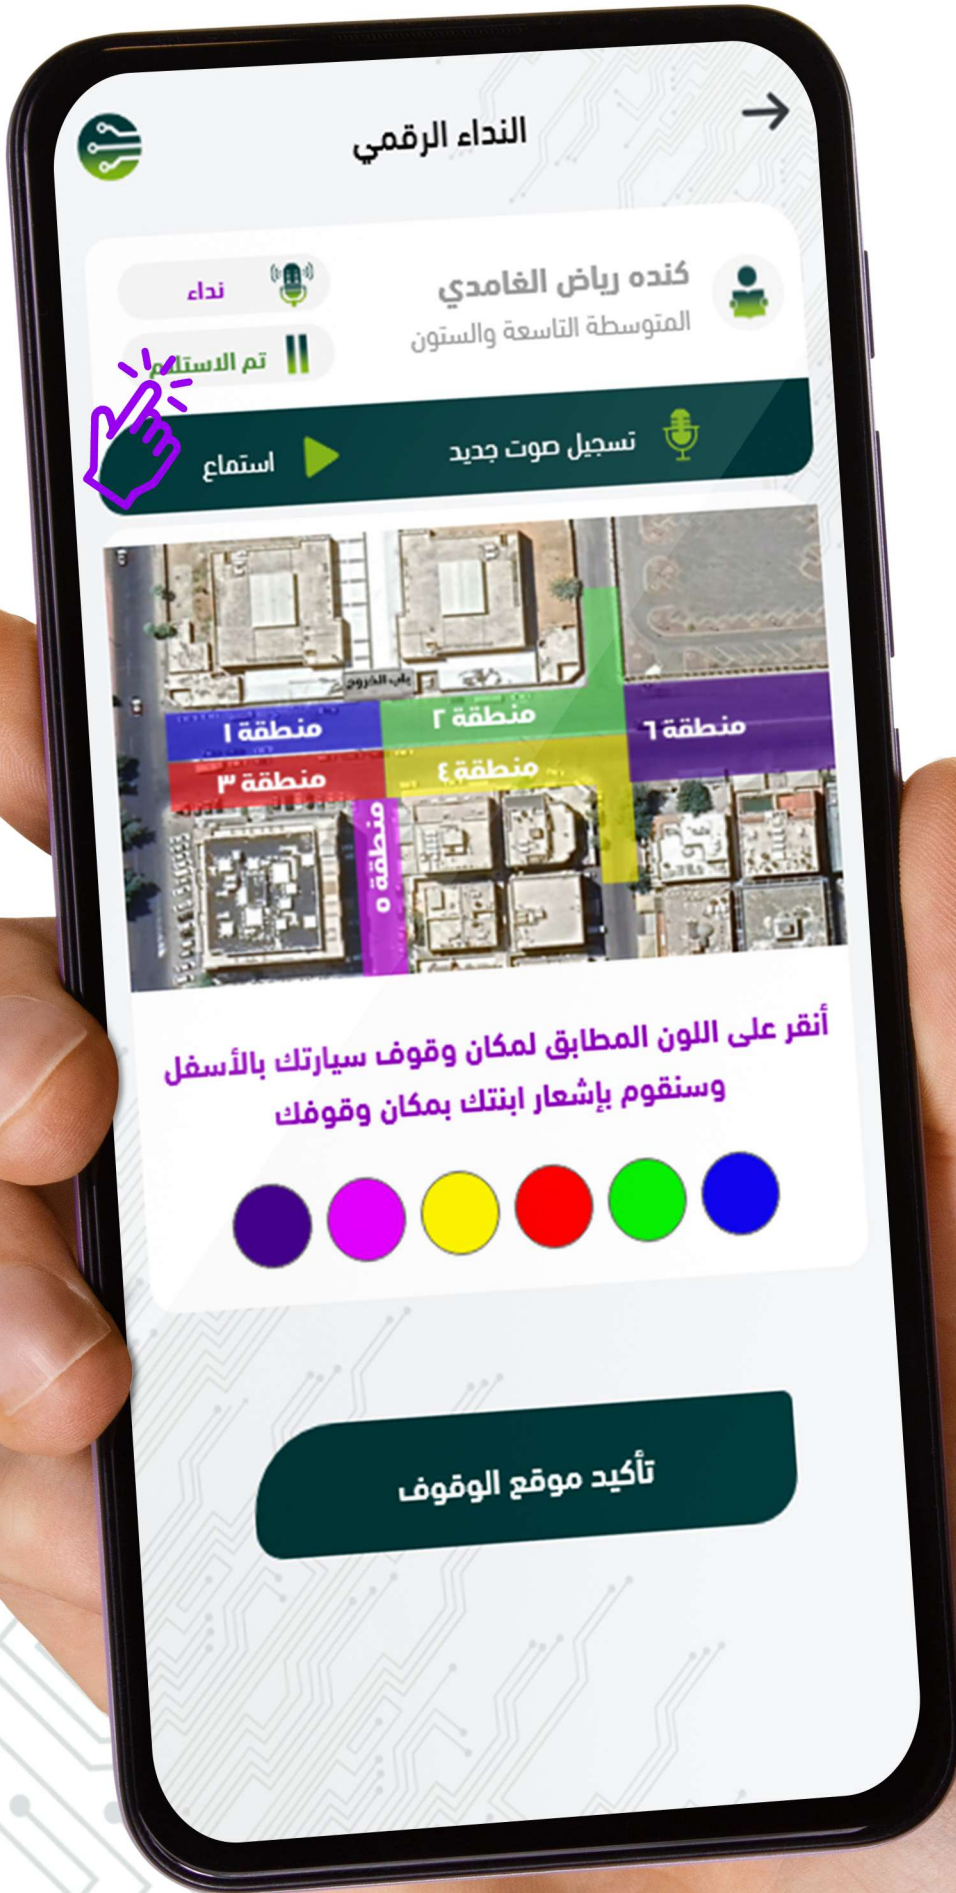 النداء الرقمي
كنده رياض الغامدي
المتوسطة التاسعة والستون
نداء
تم الاستلام
تسجيل صوت جديد
استماع
باب الخروج
منطقة ١
منطقة ٢
منطقة ٦
منطقة ٣
منطقة ٤
منطقة ٥
أنقر على اللون المطابق لمكان وقوف سيارتك بالأسفل
وسنقوم بإشعار ابنتك بمكان وقوفك
تأكيد موقع الوقوف